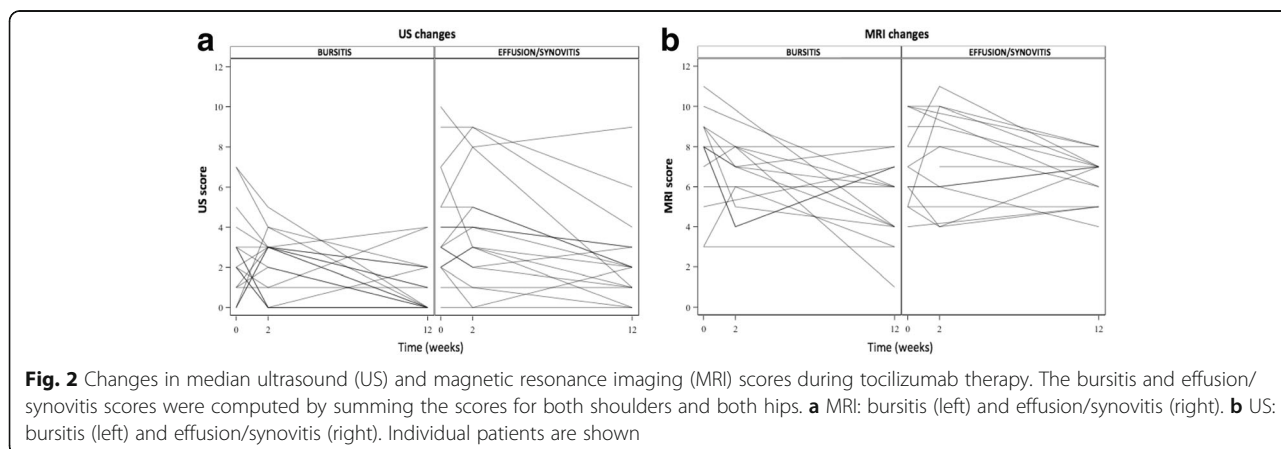 a US changes b MRI changes
BURSITIS EFFUSION/SYNOVITIS BURSITIS EFFUSION/SYNOVITIS
12 12
10 10
8 8
6 6
4 4
2 2
0 0
US score MRI score
0 2 12 0 2 12 0 2 12 0 2 12
Time (weeks) Time (weeks)
Fig. 2 Changes in median ultrasound (US) and magnetic resonance imaging (MRI) scores during tocilizumab therapy. The bursitis and effusion/
synovitis scores were computed by summing the scores for both shoulders and both hips. a MRI: bursitis (left) and effusion/synovitis (right). b US:
bursitis (left) and effusion/synovitis (right). Individual patients are shown